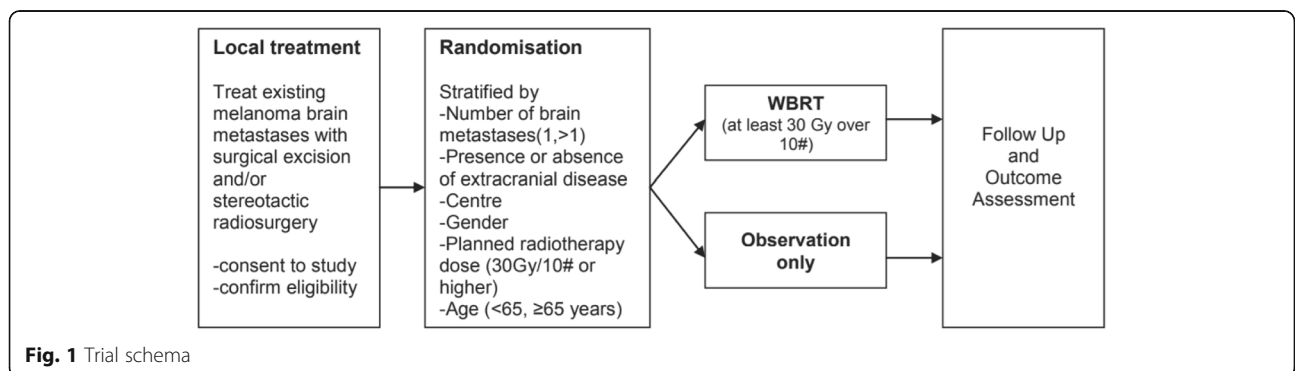 Local treatment
Treat existing
melanoma brain
metastases with
surgical excision
and/or
stereotactic
radiosurgery
-consent to study
-confirm eligibility
Randomisation
Stratified by
-Number of brain
metastases(1,>1)
-Presence or absence
of extracranial disease
-Centre
-Gender
-Planned radiotherapy
dose (30Gy/10# or
higher)
-Age (<65, ≥65 years)
WBRT
(at least 30 Gy over
10#)
Observation
only
Follow Up
and
Outcome
Assessment
Fig. 1 Trial schema